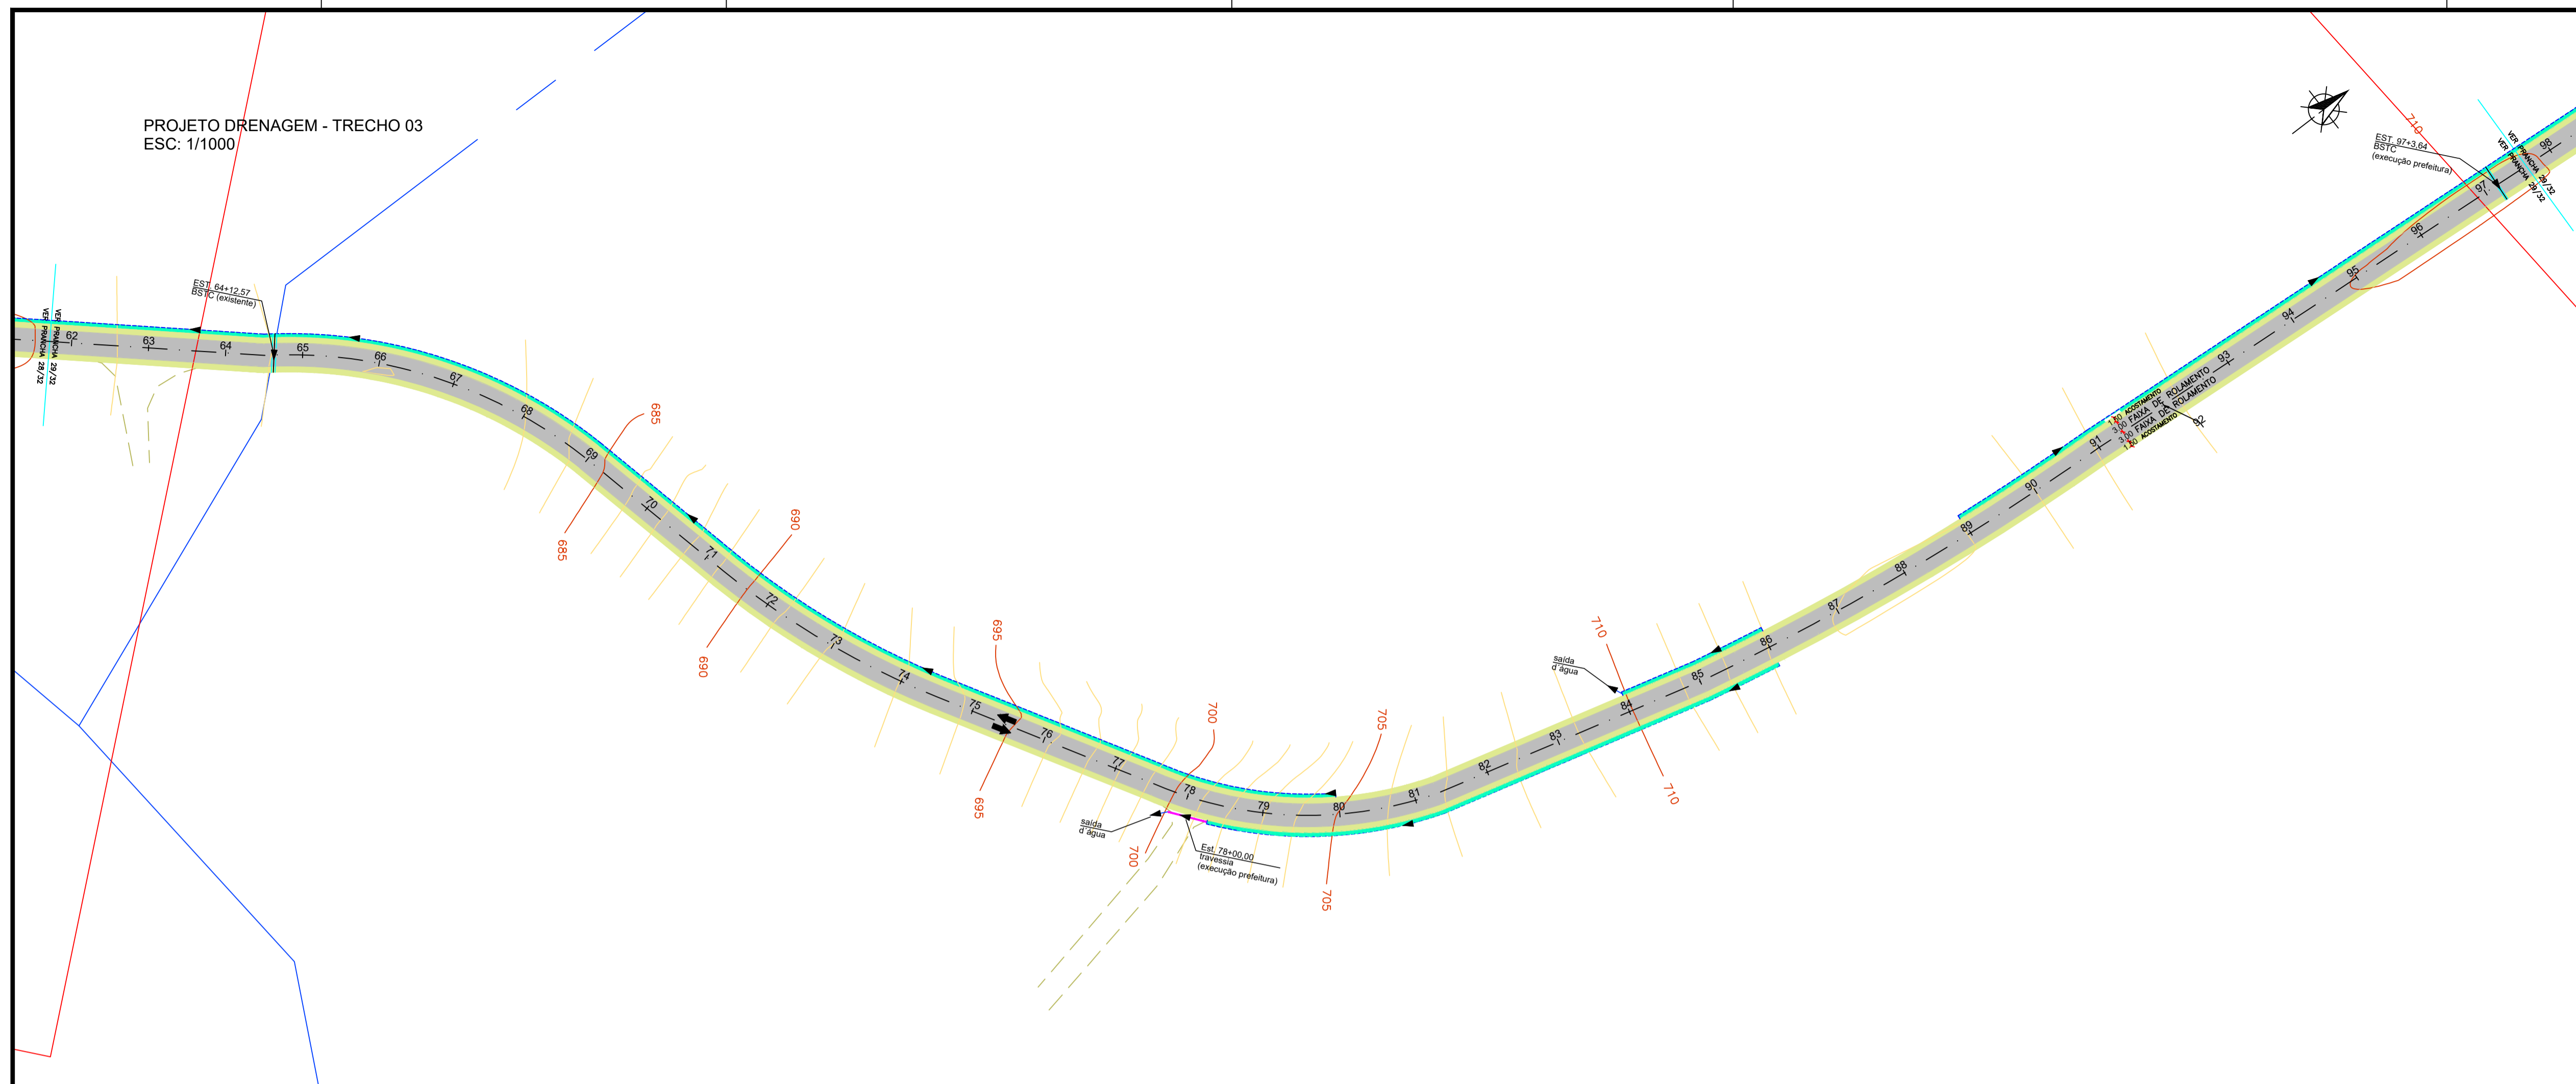 PROJETO DRENAGEM - TRECHO 03
ESC: 1/1000
EST. 64+12,57
BSTC (existente)
VER PRANCHA 28/32
VER PRANCHA 29/32
62
63
64
65
66
67
68
69
70
71
72
73
74
75
76
77
78
79
80
81
82
83
84
85
86
87
88
89
90
91
92
93
94
95
96
97
98
685
685
690
690
695
695
700
700
705
705
710
710
710
saída
d´água
Est. 78+00,00
travessia
(execução prefeitura)
saída
d´água
1.50 ACOSTAMENTO
3.00 FAIXA DE ROLAMENTO
3.00 FAIXA DE ROLAMENTO
1.50 ACOSTAMENTO
EST. 97+3,64
BSTC
(execução prefeitura)
VER PRANCHA 29/32
VER PRANCHA 29/32